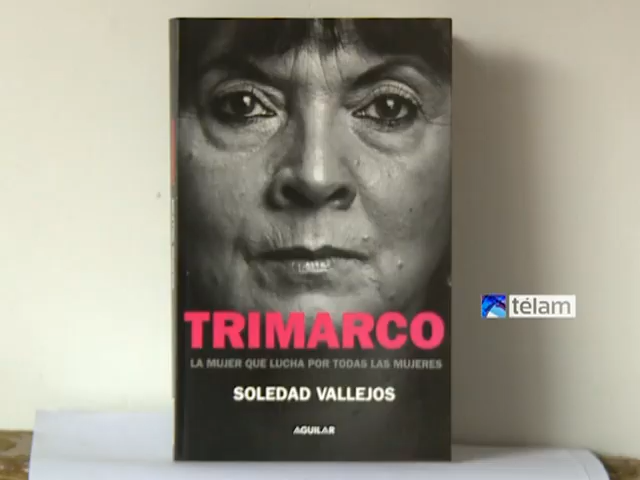 TRIMARCO
LA MUJER QUE LUCHA POR TODAS LAS MUJERES
SOLEDAD VALLEJOS
AGUILAR
télam